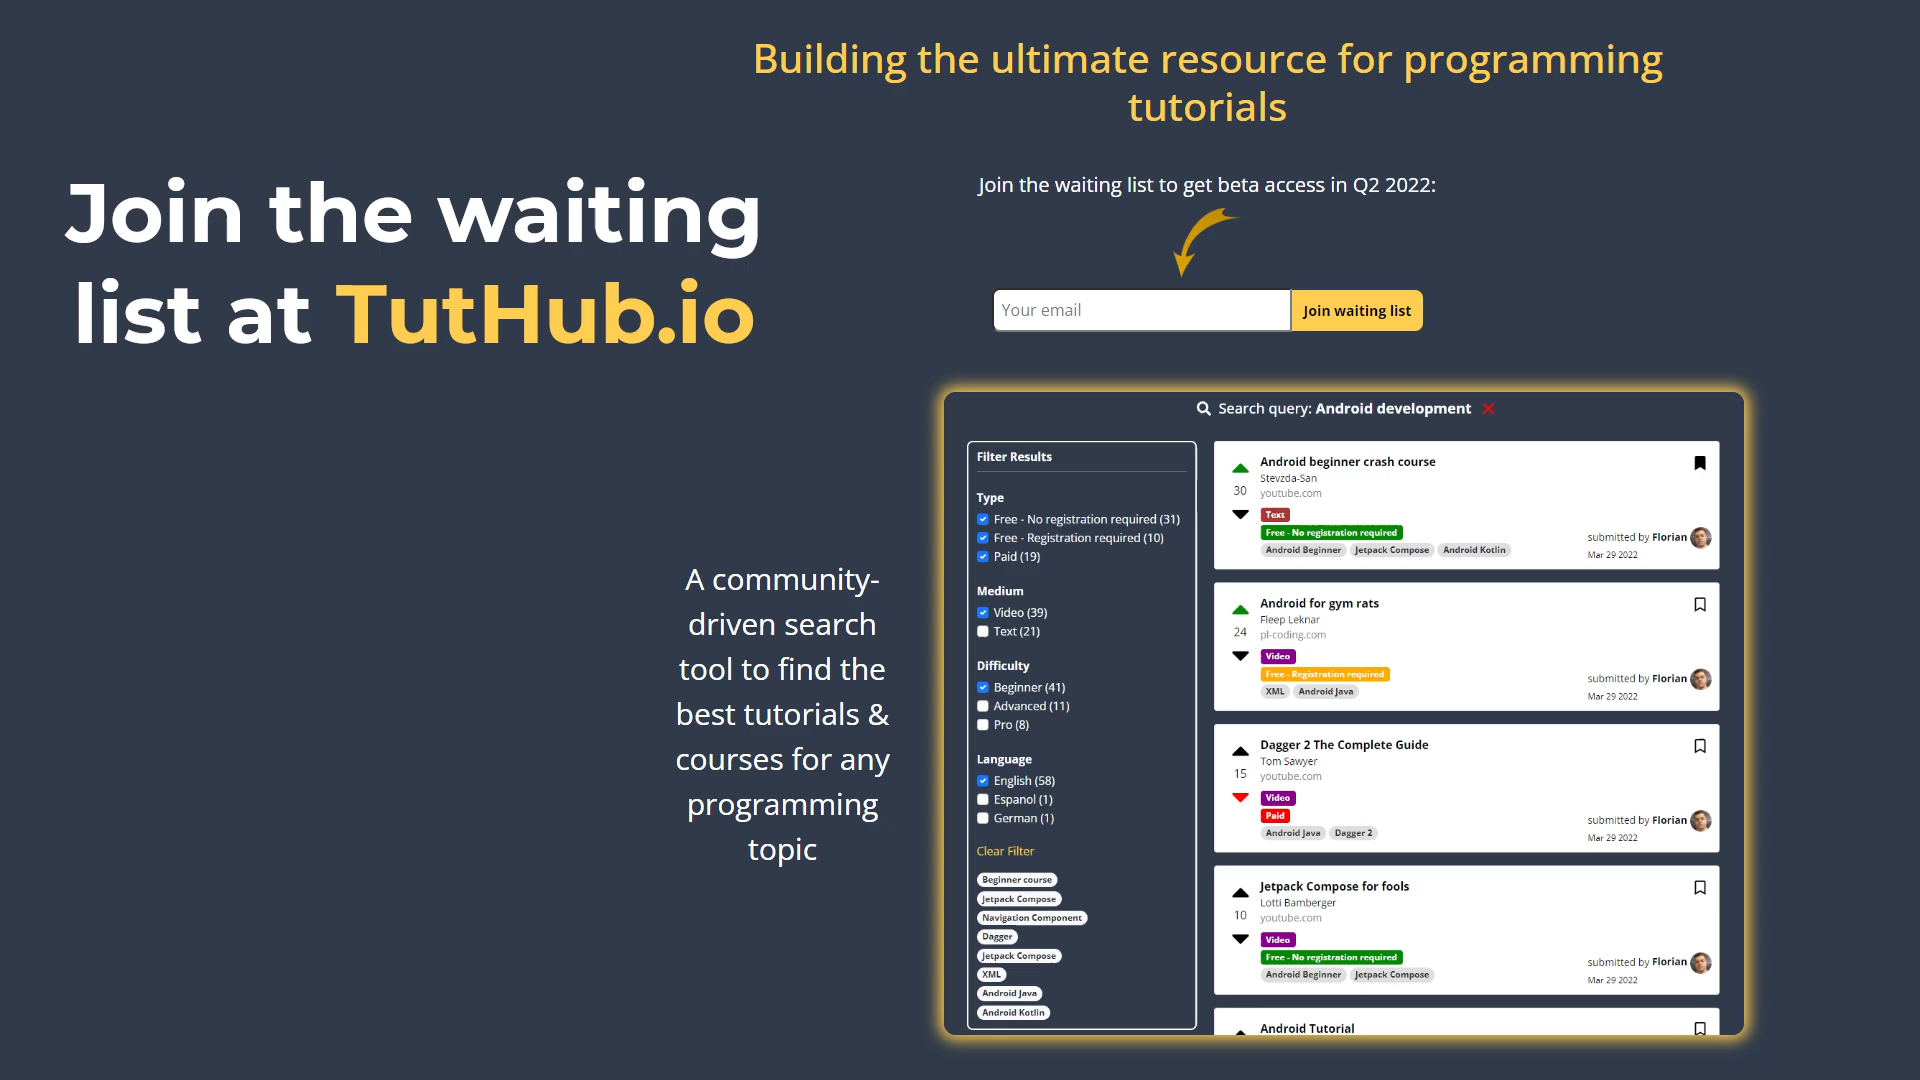 Building the ultimate resource for programming
tutorials
Join the waiting
list at TutHub.io
Join the waiting list to get beta access in Q2 2022:
Your email
Join waiting list
A community-
driven search
tool to find the
best tutorials &
courses for any
programming
topic
Search query: Android development
Filter Results
Type
Free - No registration required (31)
Free - Registration required (10)
Paid (19)
Medium
Video (39)
Text (21)
Difficulty
Beginner (41)
Advanced (11)
Pro (8)
Language
English (58)
Espanol (1)
German (1)
Clear Filter
Beginner course
Jetpack Compose
Navigation Component
Dagger
Jetpack Compose
XML
Android Java
Android Kotlin
Android beginner crash course
Stevzda-San
30
youtube.com
Text
Free - No registration required
Android Beginner Jetpack Compose Android Kotlin
submitted by Florian
Mar 29 2022
Android for gym rats
Fleep Leknar
24
pl-coding.com
Video
Free - Registration required
XML Android Java
submitted by Florian
Mar 29 2022
Dagger 2 The Complete Guide
Tom Sawyer
15
youtube.com
Video
Paid
Android Java Dagger 2
submitted by Florian
Mar 29 2022
Jetpack Compose for fools
Lotti Bamberger
10
youtube.com
Video
Free - No registration required
Android Beginner Jetpack Compose
submitted by Florian
Mar 29 2022
Android Tutorial